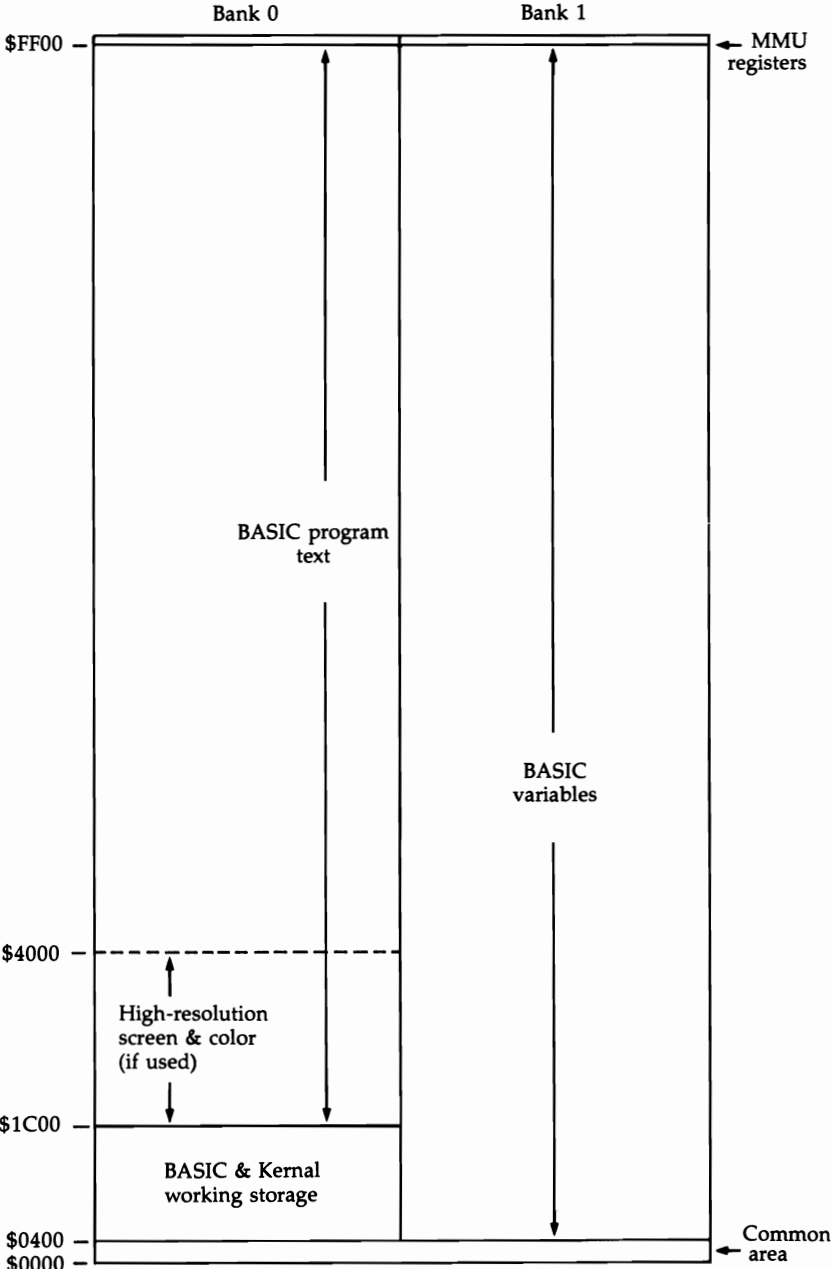 Bank 0
Bank 1
$FF00
MMU
registers
BASIC program
text
BASIC
variables
$4000
High-resolution
screen & color
(if used)
$1C00
BASIC & Kernal
working storage
$0400
Common
area
$0000